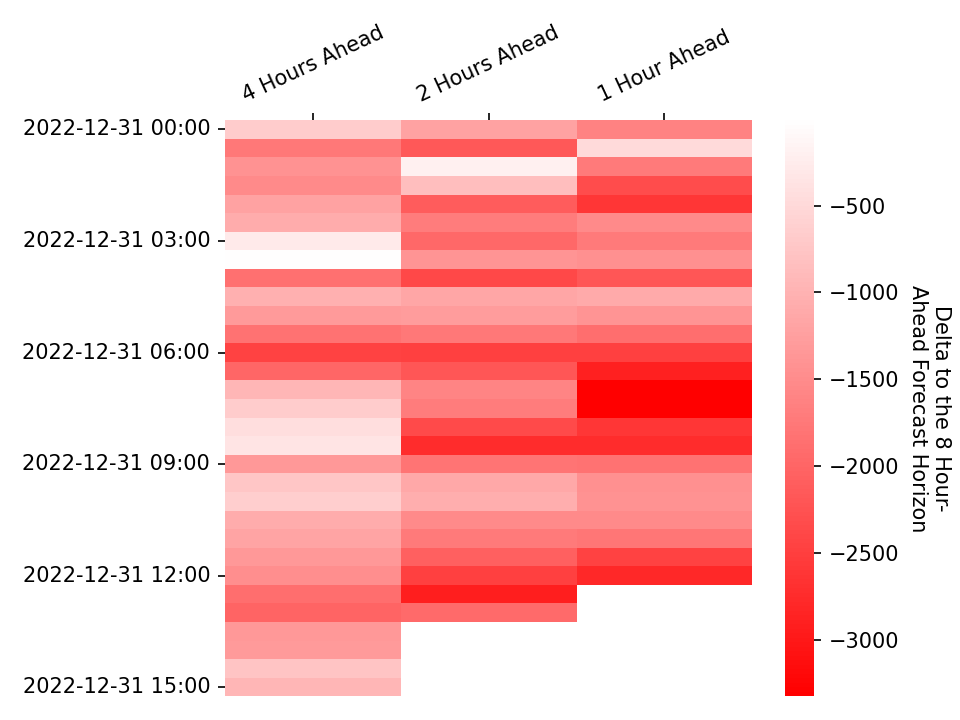 4 Hours Ahead
2 Hours Ahead
1 Hour Ahead
2022-12-31 00:00
2022-12-31 03:00
2022-12-31 06:00
2022-12-31 09:00
2022-12-31 12:00
2022-12-31 15:00
−500
−1000
−1500
−2000
−2500
−3000
Delta to the 8 Hour-
Ahead Forecast Horizon